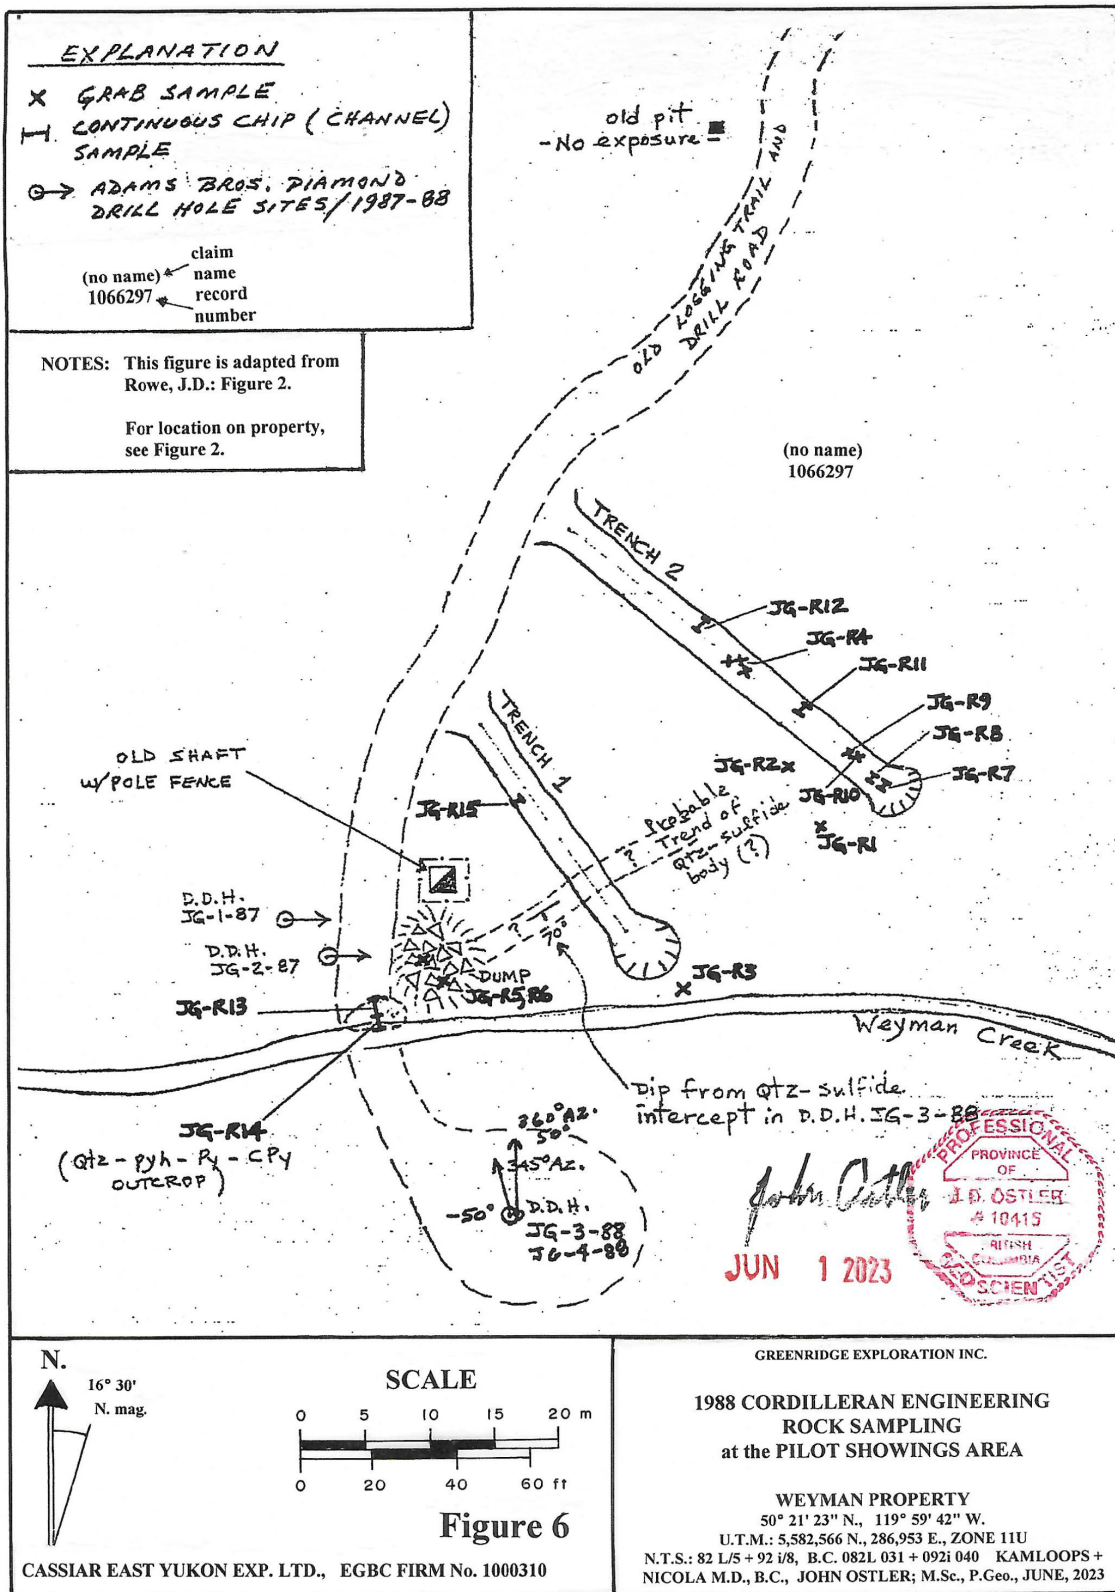 EXPLANATION
x GRAB SAMPLE
CONTINUOUS CHIP (CHANNEL)
SAMPLE
ADAMS BROS. DIAMOND
DRILL HOLE SITES/1987-88
claim
(no name) name
1066297 record
number
NOTES: This figure is adapted from
Rowe, J.D.: Figure 2.
For location on property,
see Figure 2.
old pit
-No exposure
OLD LOGGING TRAIL AND
DRILL ROAD
(no name)
1066297
TRENCH 2
JG-R12
JG-R4
JG-R11
JG-R9
JG-R8
JG-R7
JG-R2x
JG-R10
JG-R1
TRENCH 1
OLD SHAFT
W/POLE FENCE
JG-R15
Probable
Trend of
Qtz-sulfide
body (?)
?
?
70°
D.D.H.
JG-1-87
D.D.H.
JG-2-87
DUMP
JG-R5,R6
JG-R3
JG-R13
Weyman Creek
Dip from Qtz-sulfide
intercept in D.D.H. JG-3-88
JG-R14
(Qtz-pyh-Py-CPy
OUTCROP)
360° AZ.
50°
345° AZ.
-50°
D.D.H.
JG-3-88
JG-4-88
John Ostler
PROFESSIONAL
PROVINCE
OF
J.D. OSTLER
# 10415
BRITISH
COLUMBIA
GEOSCIENTIST
JUN 1 2023
N.
16° 30'
N. mag.
SCALE
0 5 10 15 20 m
0 20 40 60 ft
Figure 6
CASSIAR EAST YUKON EXP. LTD., EGBC FIRM No. 1000310
GREENRIDGE EXPLORATION INC.
1988 CORDILLERAN ENGINEERING
ROCK SAMPLING
at the PILOT SHOWINGS AREA
WEYMAN PROPERTY
50° 21' 23" N., 119° 59' 42" W.
U.T.M.: 5,582,566 N., 286,953 E., ZONE 11U
N.T.S.: 82 L/5 + 92 i/8, B.C. 082L 031 + 092i 040 KAMLOOPS +
NICOLA M.D., B.C., JOHN OSTLER; M.Sc., P.Geo., JUNE, 2023